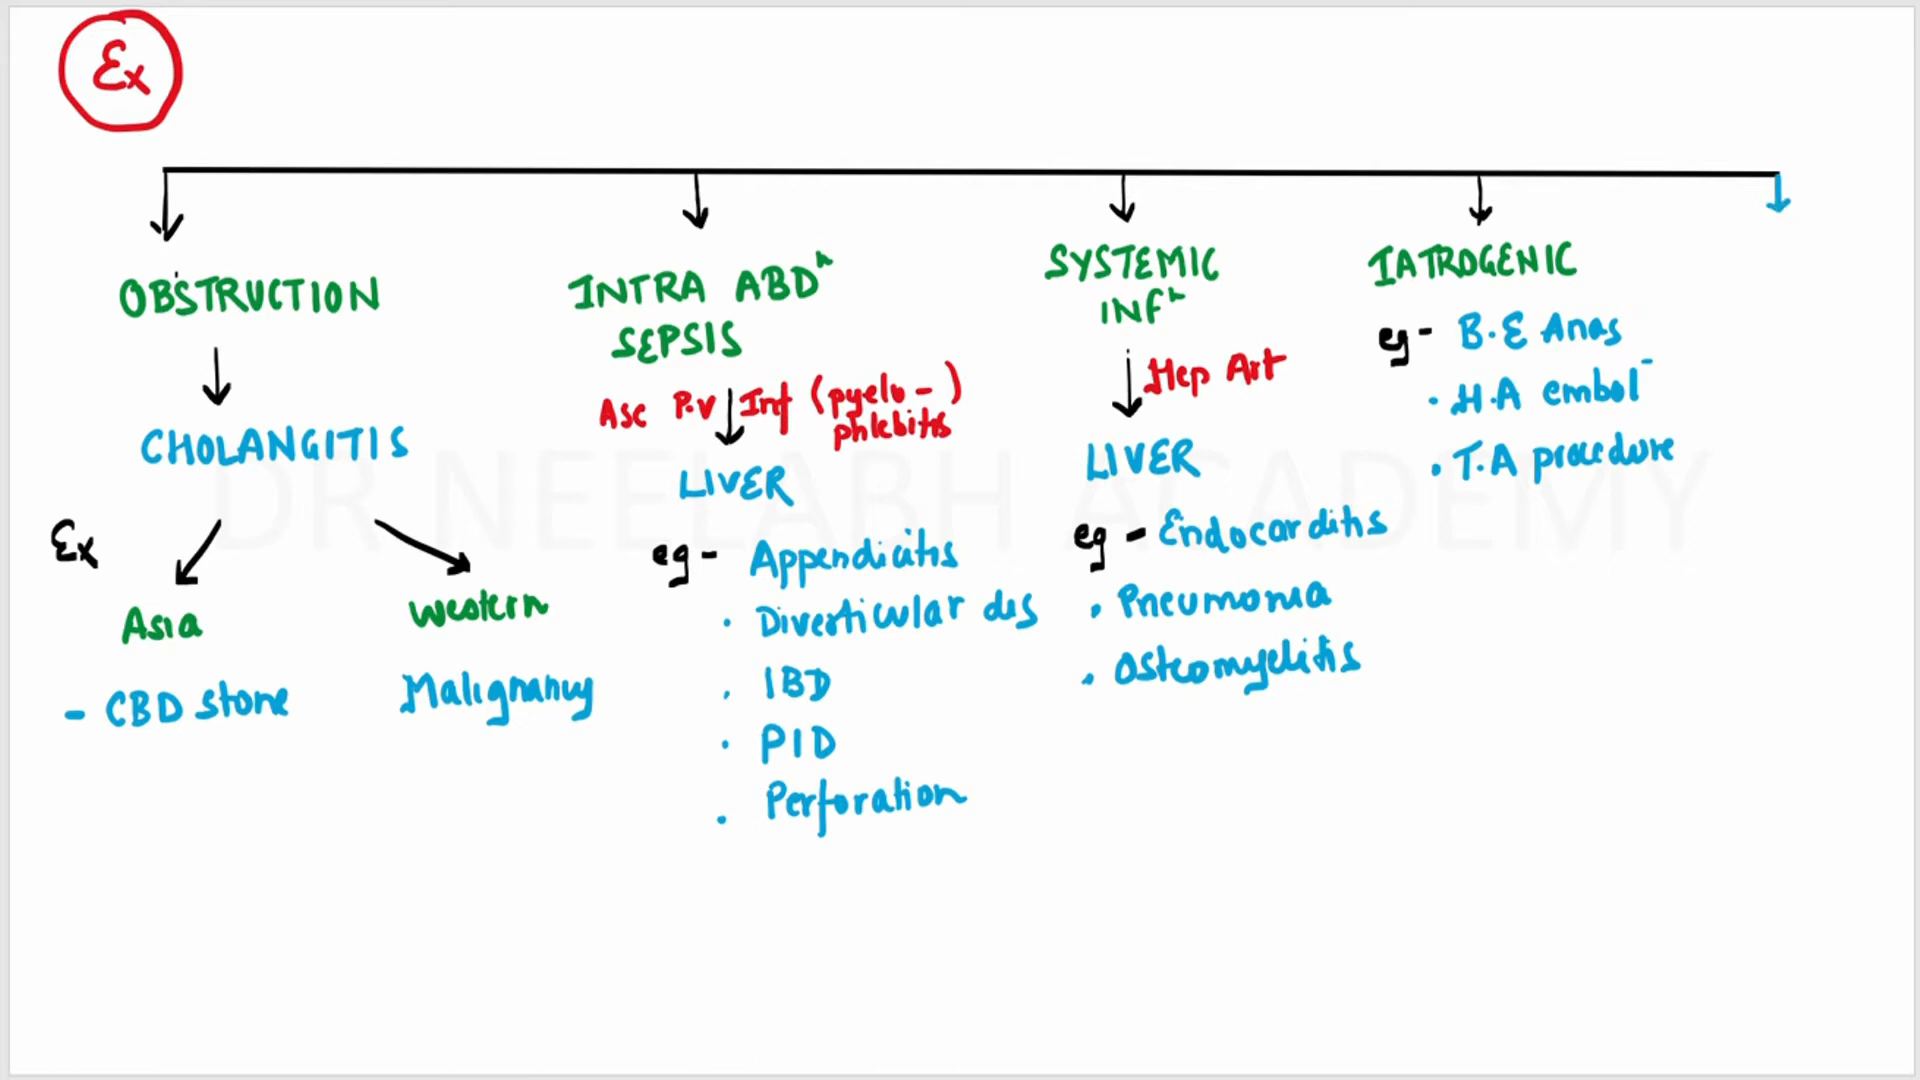 Ex
OBSTRUCTION
CHOLANGITIS
Ex
Asia
- CBD stone
Western
Malignancy
INTRA ABDⁿ
SEPSIS
Asc P.V Inf (pyelo-)
phlebitis
LIVER
eg - Appendicitis
· Diverticular dis
· IBD
· PID
· Perforation
SYSTEMIC
INFⁿ
Hep Art
LIVER
eg - Endocarditis
· Pneumonia
· Osteomyelitis
IATROGENIC
eg - B.E Anas
· H.A embol⁻
· T.A procedure
DR NEELABH ACADEMY